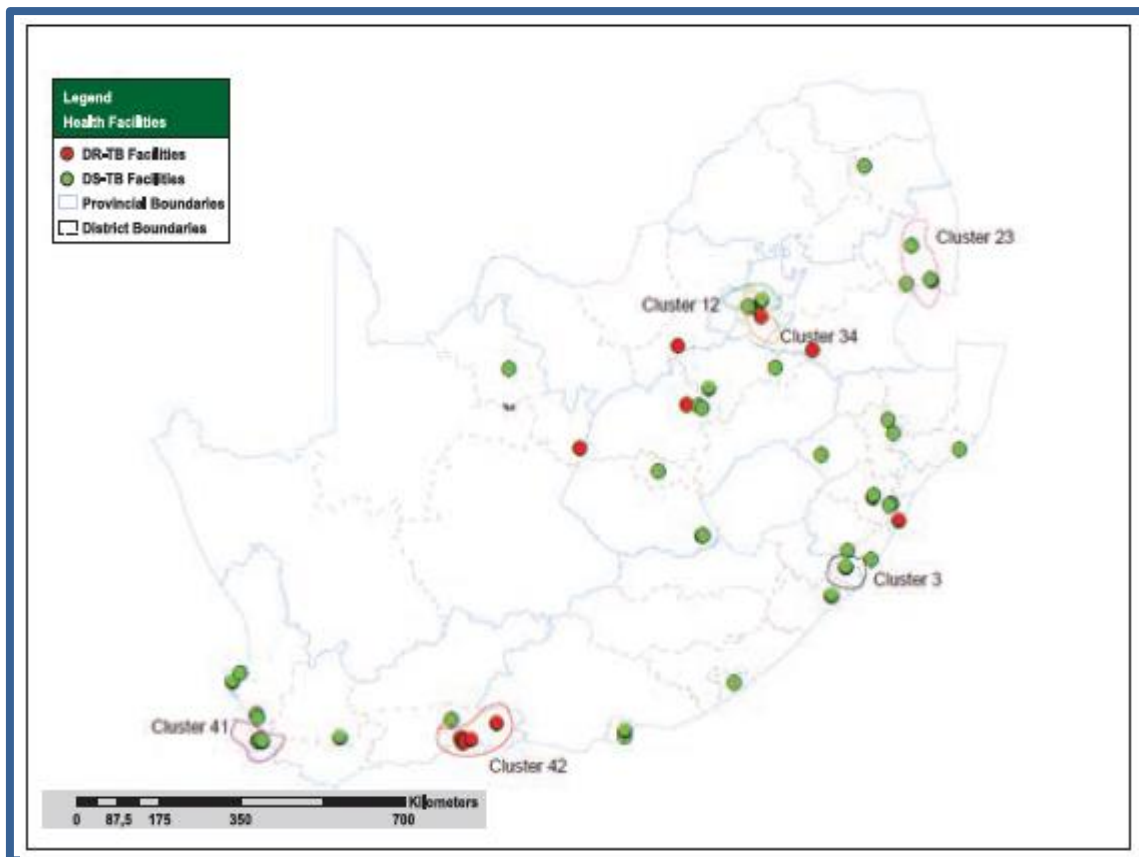 Legend
Health Facilities
DR-TB Facilities
DS-TB Facilities
Provincial Boundaries
District Boundaries
Cluster 23
Cluster 12
Cluster 34
Cluster 3
Cluster 41
Cluster 42
Kilometers
0 87,5 175 350 700